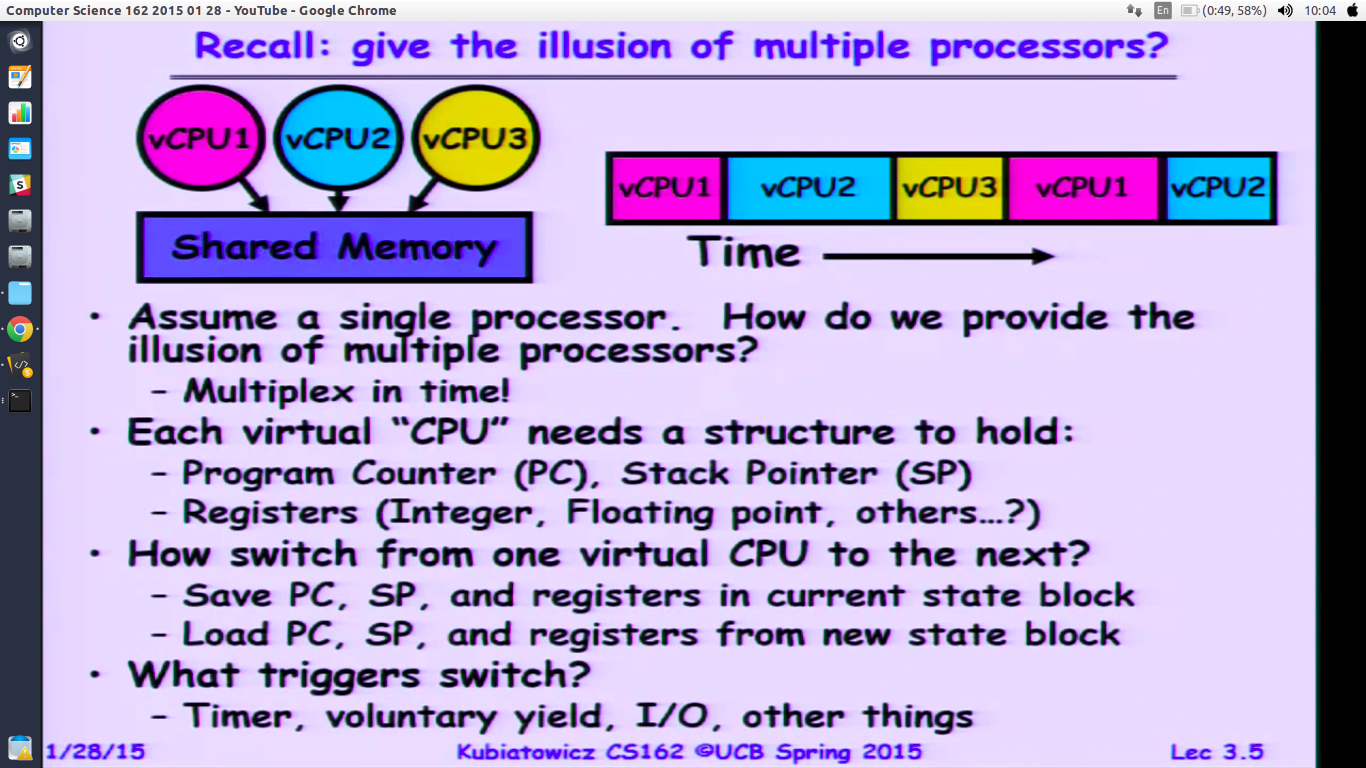 Computer Science 162 2015 01 28 - YouTube - Google Chrome
En
(0:49, 58%)
10:04
Recall: give the illusion of multiple processors?
vCPU1
vCPU2
vCPU3
Shared Memory
vCPU1
vCPU2
vCPU3
vCPU1
vCPU2
Time
• Assume a single processor. How do we provide the
illusion of multiple processors?
– Multiplex in time!
• Each virtual “CPU” needs a structure to hold:
– Program Counter (PC), Stack Pointer (SP)
– Registers (Integer, Floating point, others…?)
• How switch from one virtual CPU to the next?
– Save PC, SP, and registers in current state block
– Load PC, SP, and registers from new state block
• What triggers switch?
– Timer, voluntary yield, I/O, other things
1/28/15
Kubiatowicz CS162 ©UCB Spring 2015
Lec 3.5